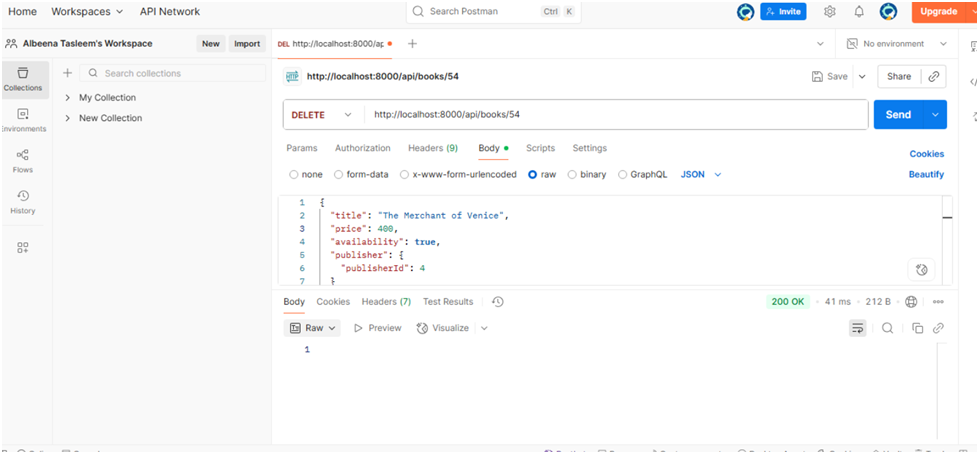 Home Workspaces API Network Search Postman Ctrl K Invite Upgrade
Albeena Tasleem's Workspace New Import DEL http://localhost:8000/ap No environment
Collections
Environments
Flows
History
Search collections
My Collection
New Collection
HTTP http://localhost:8000/api/books/54 Save Share
DELETE http://localhost:8000/api/books/54 Send
Params Authorization Headers (9) Body Scripts Settings Cookies
none form-data x-www-form-urlencoded raw binary GraphQL JSON Beautify
1 {
2 "title": "The Merchant of Venice",
3 "price": 400,
4 "availability": true,
5 "publisher": {
6 "publisherId": 4
7 }
Body Cookies Headers (7) Test Results 200 OK • 41 ms • 212 B
Raw Preview Visualize
1